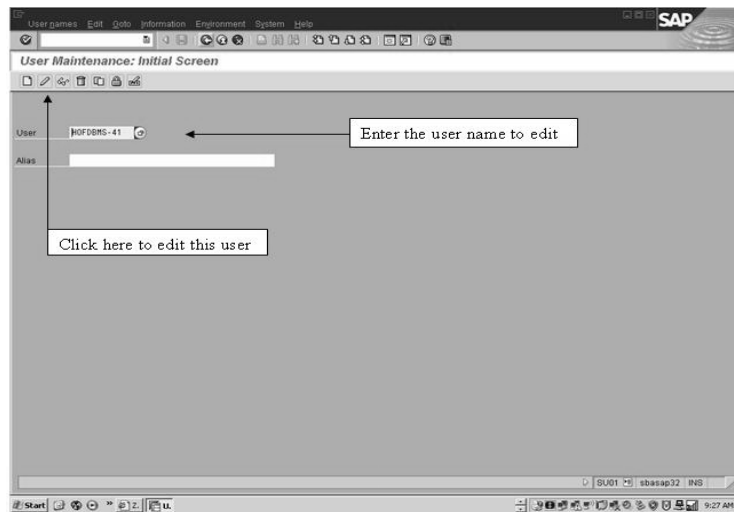 User names Edit Goto Information Environment System Help
SAP
User Maintenance: Initial Screen
User HOFDBMS-41
Enter the user name to edit
Alias
Click here to edit this user
SU01 sbasap32 INS
Start Z. U. 9:27 AM